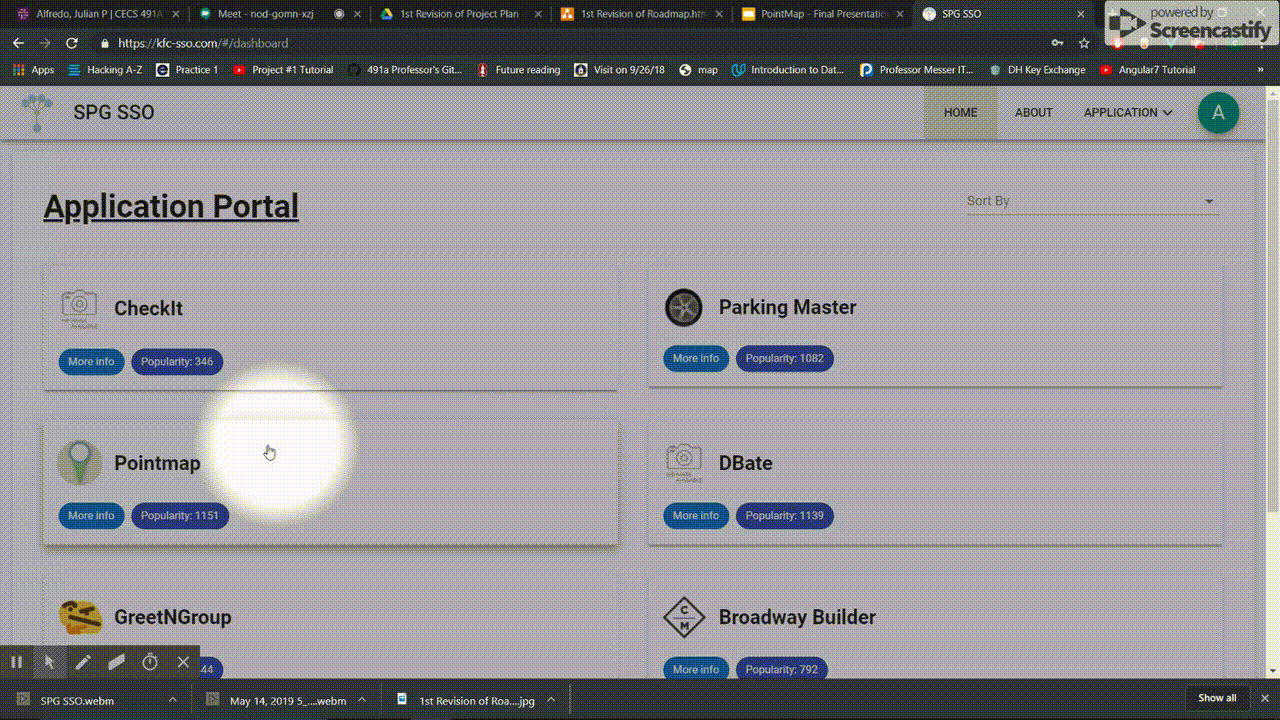 Alfredo, Julian P | CECS 491A
Meet - nod-gomn-xzj
1st Revision of Project Plan
1st Revision of Roadmap.htm
PointMap - Final Presentation
SPG SSO
powered by
Screencastify
https://kfc-sso.com/#/dashboard
Apps
Hacking A-Z
Practice 1
Project #1 Tutorial
491a Professor's Git...
Future reading
Visit on 9/26/18
map
Introduction to Dat...
Professor Messer IT...
DH Key Exchange
Angular7 Tutorial
»
SPG SSO
HOME
ABOUT
APPLICATION
A
Application Portal
Sort By
CheckIt
More info
Popularity: 346
Parking Master
More info
Popularity: 1082
Pointmap
More info
Popularity: 1151
DBate
More info
Popularity: 1139
GreetNGroup
44
Broadway Builder
C
M
More info
Popularity: 792
SPG SSO.webm
May 14, 2019 5_....webm
1st Revision of Roa....jpg
Show all